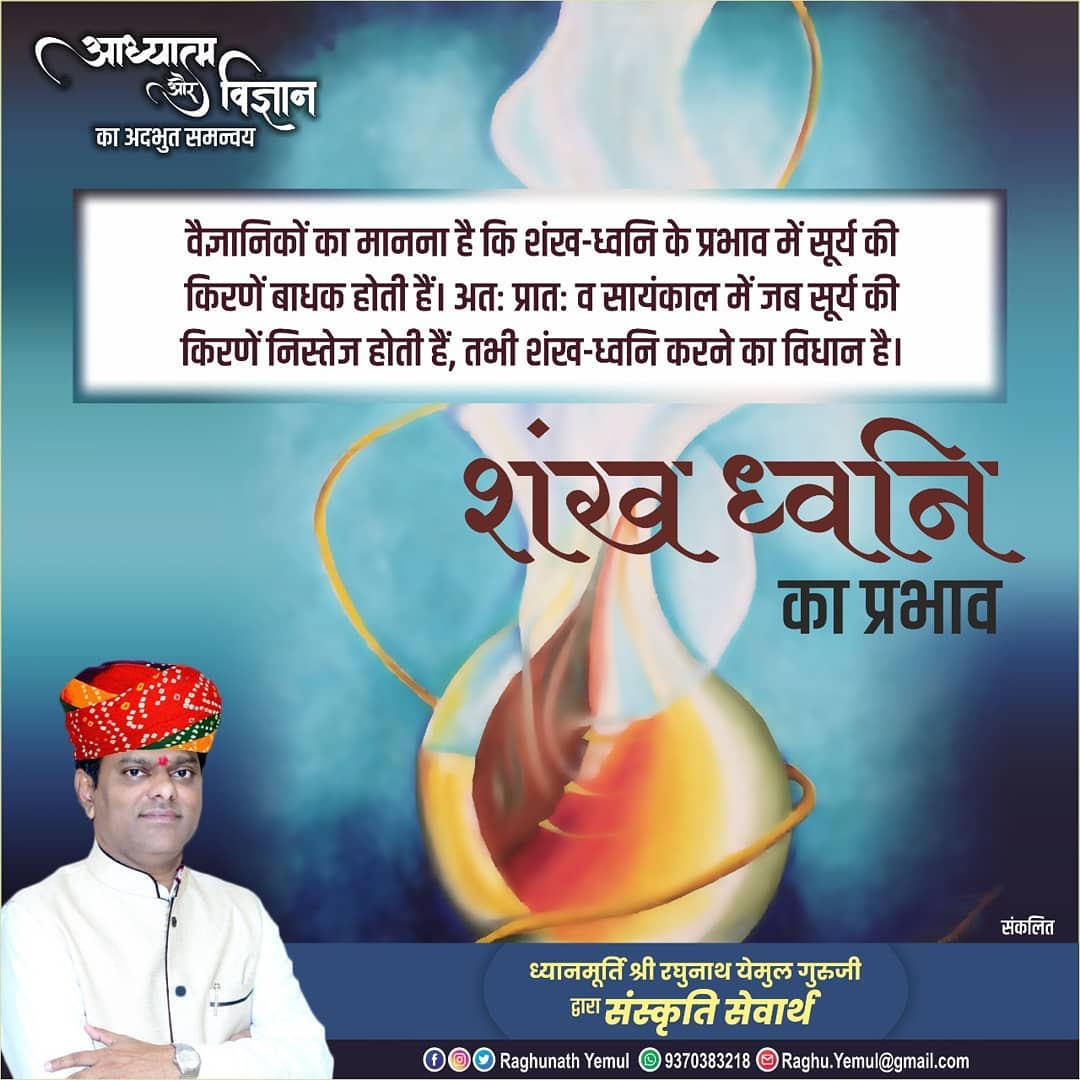 आध्यात्म
और विज्ञान
का अदभुत समन्वय
वैज्ञानिकों का मानना है कि शंख-ध्वनि के प्रभाव में सूर्य की
किरणें बाधक होती हैं। अतः प्रातः व सायंकाल में जब सूर्य की
किरणें निस्तेज होती हैं, तभी शंख-ध्वनि करने का विधान है।
शंख ध्वनि
का प्रभाव
संकलित
ध्यानमूर्ति श्री रघुनाथ येमुल गुरुजी
द्वारा संस्कृति सेवार्थ
Raghunath Yemul 9370383218 Raghu.Yemul@gmail.com